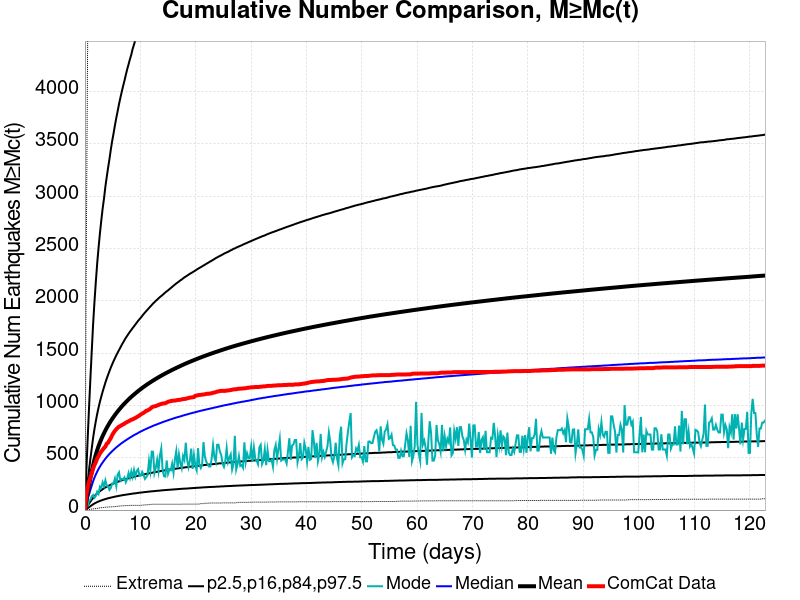 Cumulative Number Comparison, M≥Mc(t)
Cumulative Num Earthquakes M≥Mc(t)
4000
3500
3000
2500
2000
1500
1000
500
0
0 10 20 30 40 50 60 70 80 90 100 110 120
Time (days)
Extrema p2.5,p16,p84,p97.5 Mode Median Mean ComCat Data